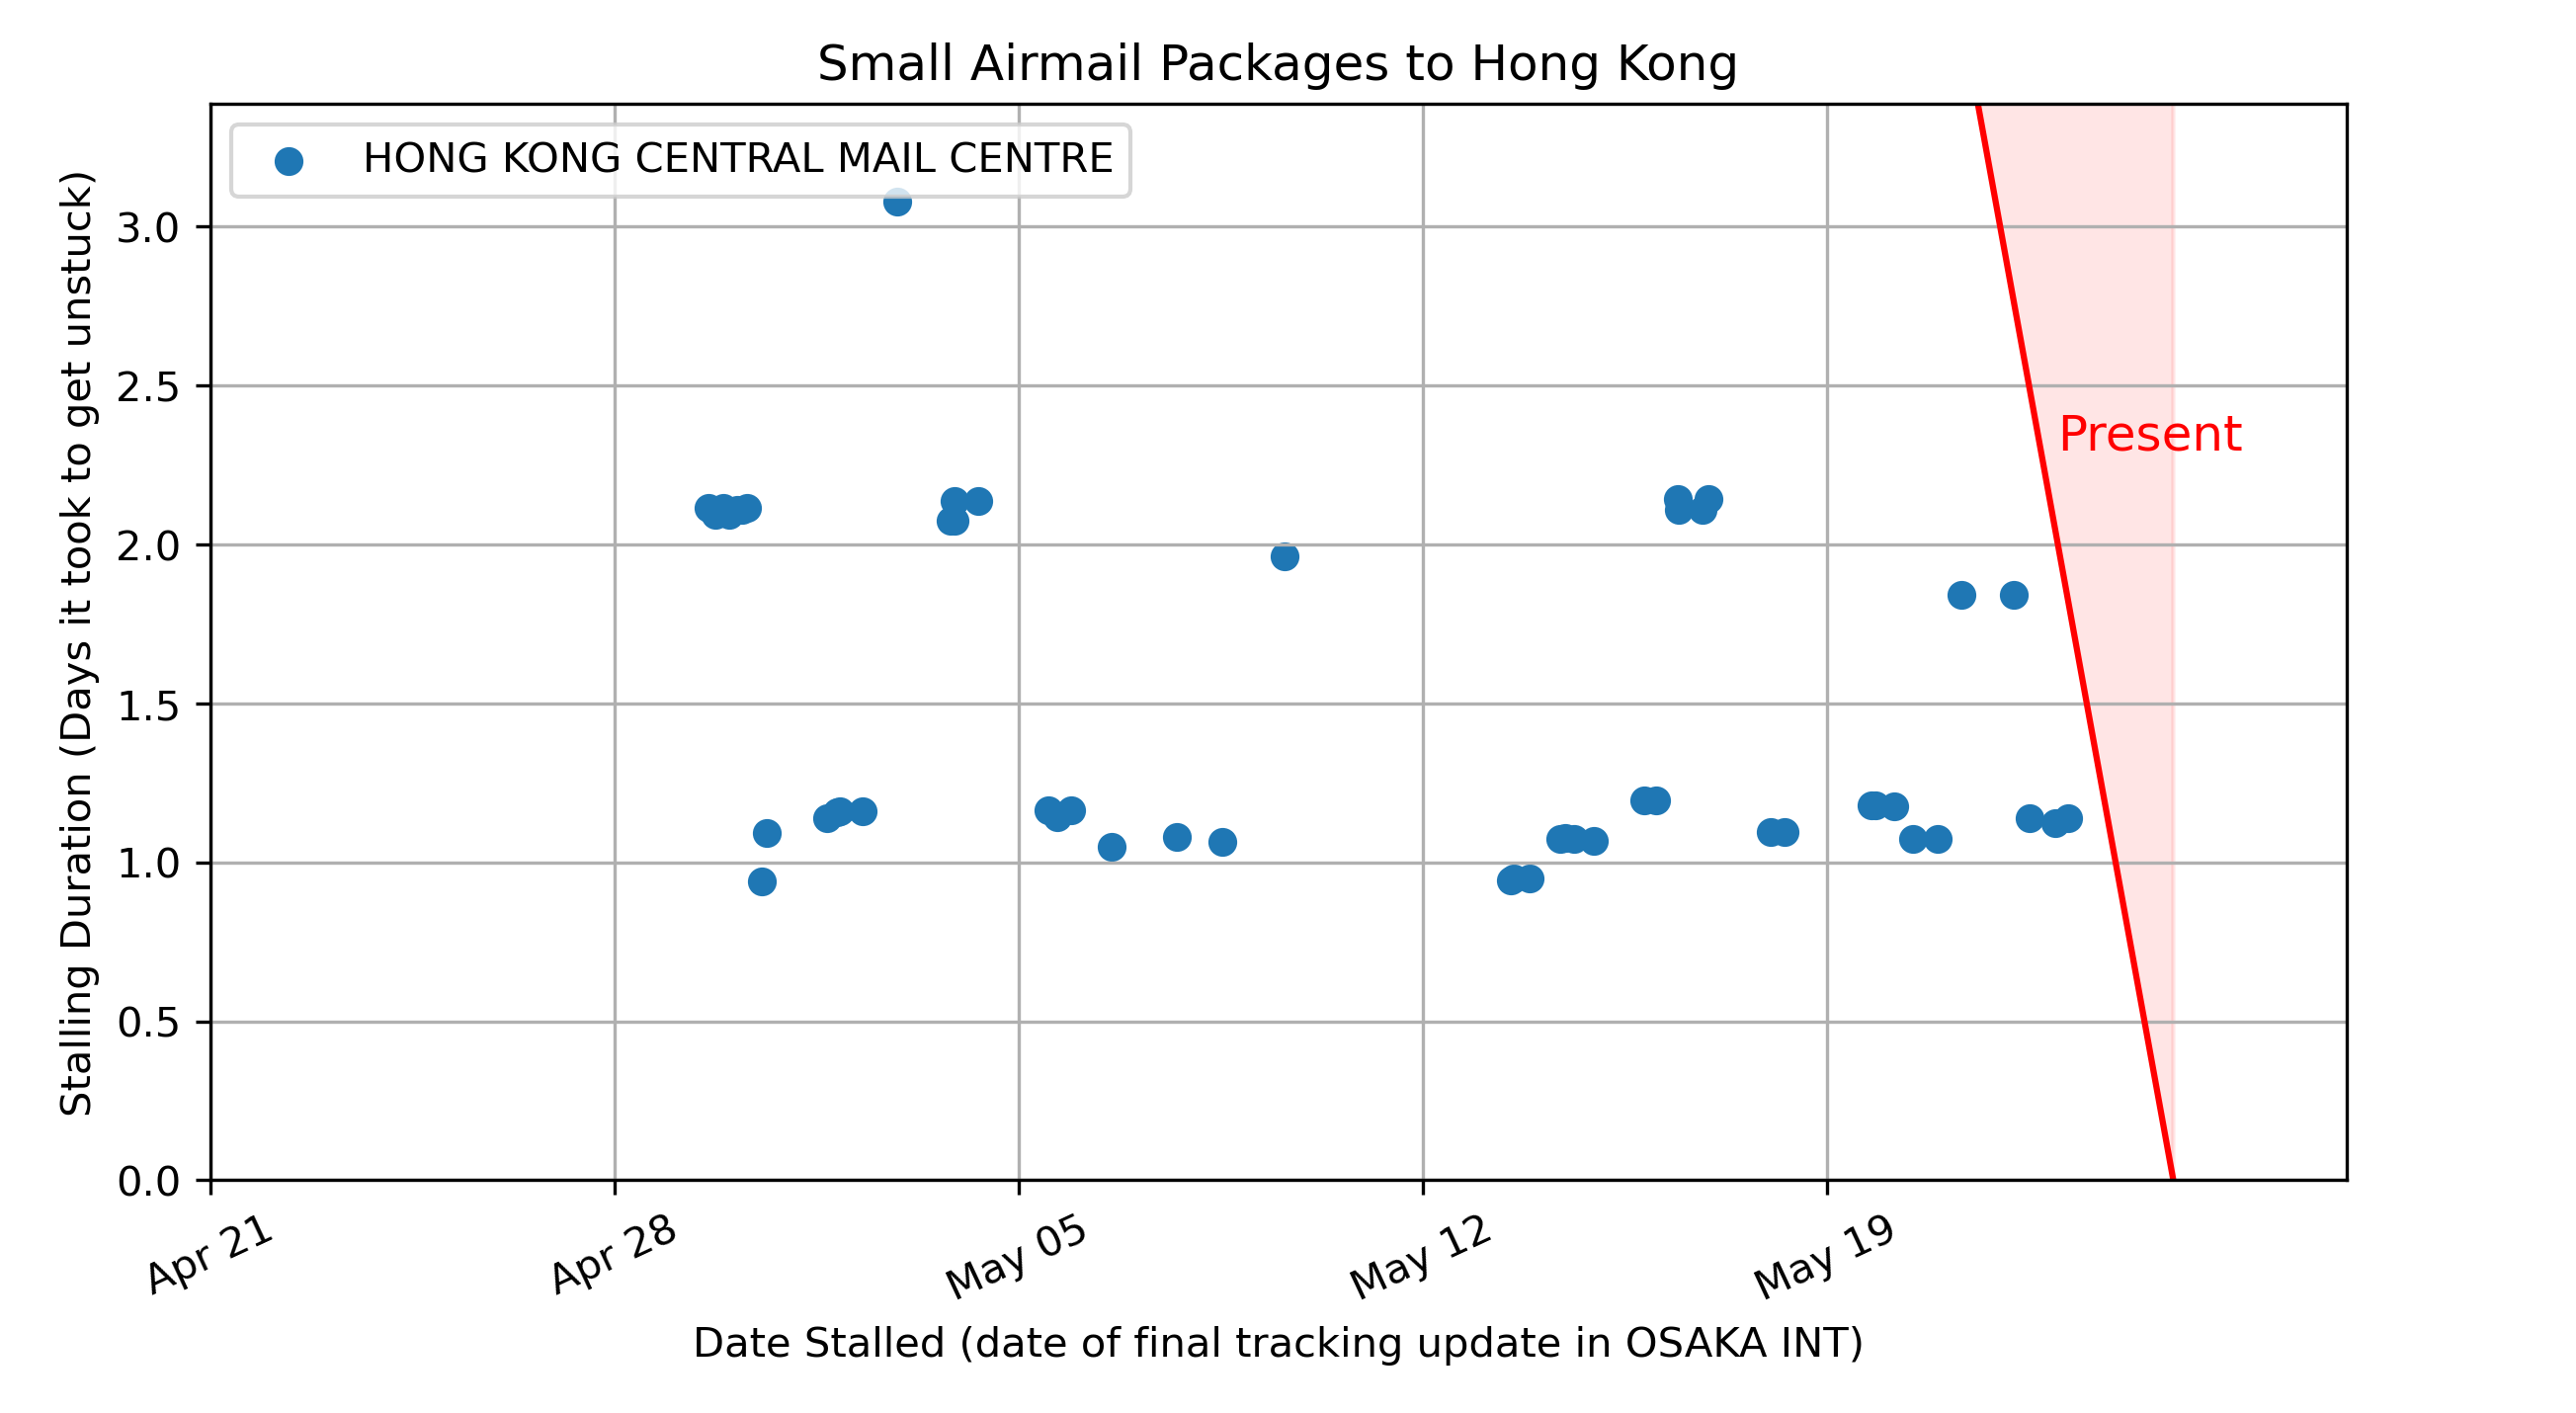 Small Airmail Packages to Hong Kong
HONG KONG CENTRAL MAIL CENTRE
Stalling Duration (Days it took to get unstuck)
3.0
2.5
2.0
1.5
1.0
0.5
0.0
Present
Apr 21
Apr 28
May 05
May 12
May 19
Date Stalled (date of final tracking update in OSAKA INT)